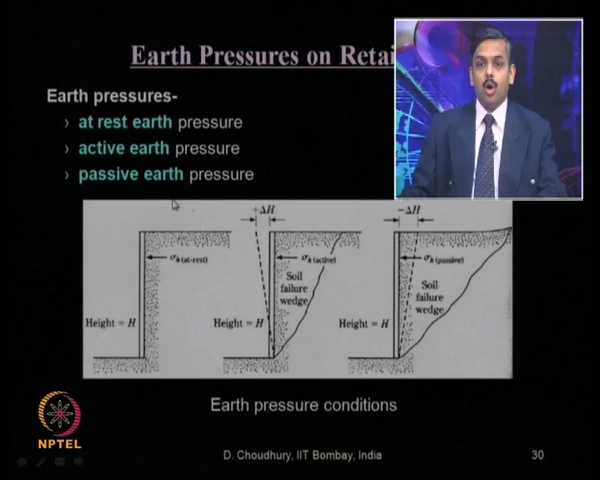 Earth Pressures on Retai
Earth pressures-
› at rest earth pressure
› active earth pressure
› passive earth pressure
+ΔH
−ΔH
σh (at-rest)
σh (active)
σh (passive)
Soil
failure
wedge
Soil
failure
wedge
Height = H
Height = H
Height = H
Earth pressure conditions
NPTEL
D. Choudhury, IIT Bombay, India
30